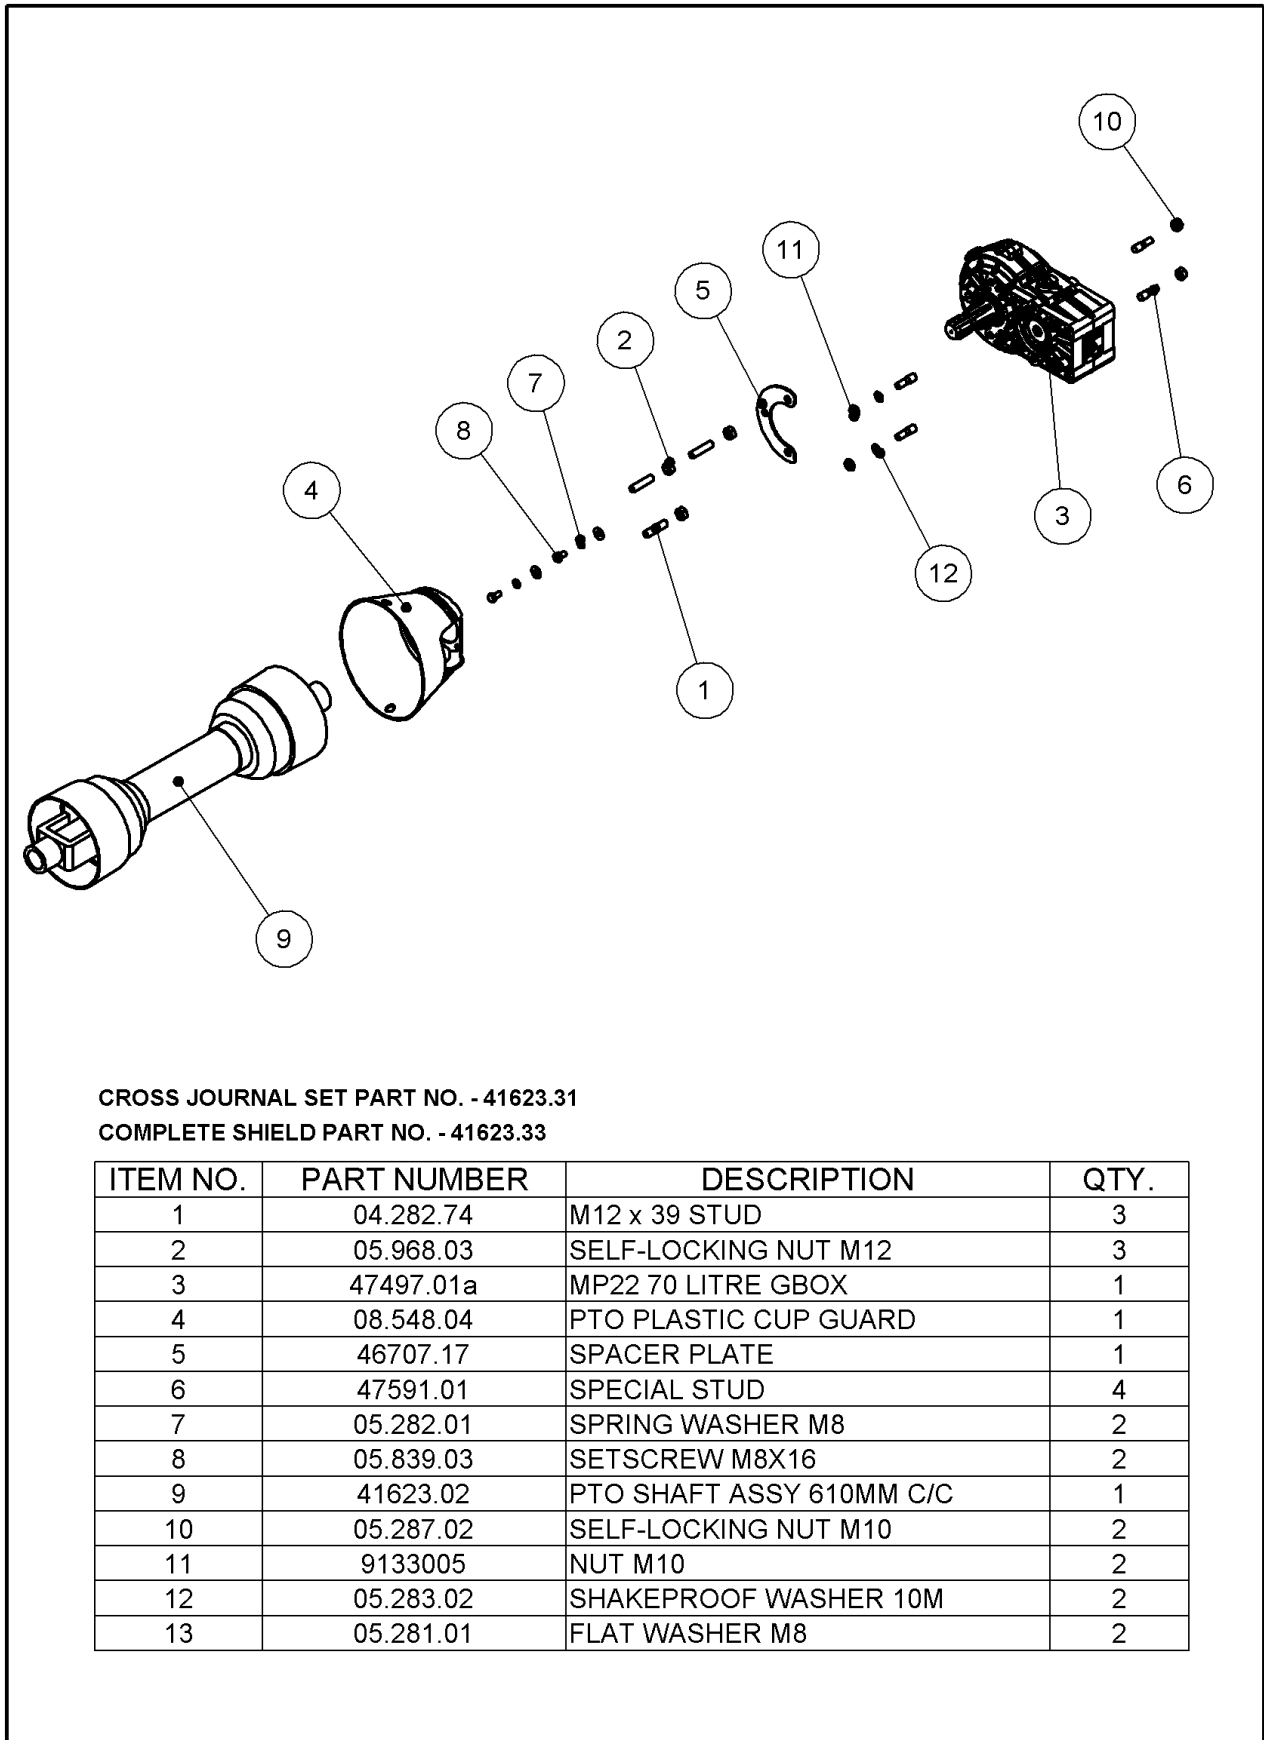 10
11
5
2
7
8
4
6
3
12
1
9
CROSS JOURNAL SET PART NO. - 41623.31
COMPLETE SHIELD PART NO. - 41623.33
ITEM NO. PART NUMBER DESCRIPTION QTY.
1 04.282.74 M12 x 39 STUD 3
2 05.968.03 SELF-LOCKING NUT M12 3
3 47497.01a MP22 70 LITRE GBOX 1
4 08.548.04 PTO PLASTIC CUP GUARD 1
5 46707.17 SPACER PLATE 1
6 47591.01 SPECIAL STUD 4
7 05.282.01 SPRING WASHER M8 2
8 05.839.03 SETSCREW M8X16 2
9 41623.02 PTO SHAFT ASSY 610MM C/C 1
10 05.287.02 SELF-LOCKING NUT M10 2
11 9133005 NUT M10 2
12 05.283.02 SHAKEPROOF WASHER 10M 2
13 05.281.01 FLAT WASHER M8 2